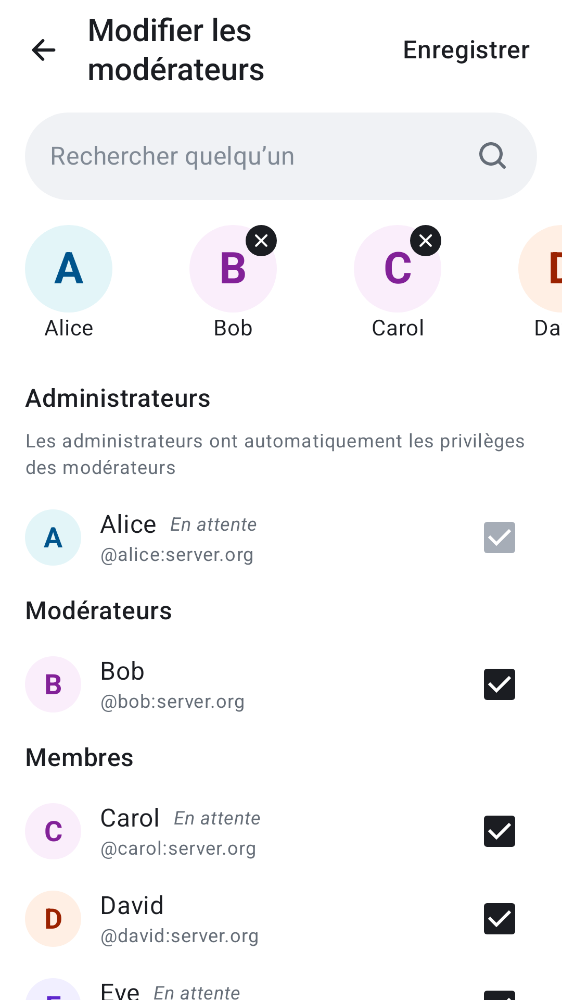 Modifier les
modérateurs
Enregistrer
Rechercher quelqu’un
A
B
C
D
Alice
Bob
Carol
Da
Administrateurs
Les administrateurs ont automatiquement les privilèges
des modérateurs
A
Alice En attente
@alice:server.org
Modérateurs
B
Bob
@bob:server.org
Membres
C
Carol En attente
@carol:server.org
D
David
@david:server.org
E
Eve En attente